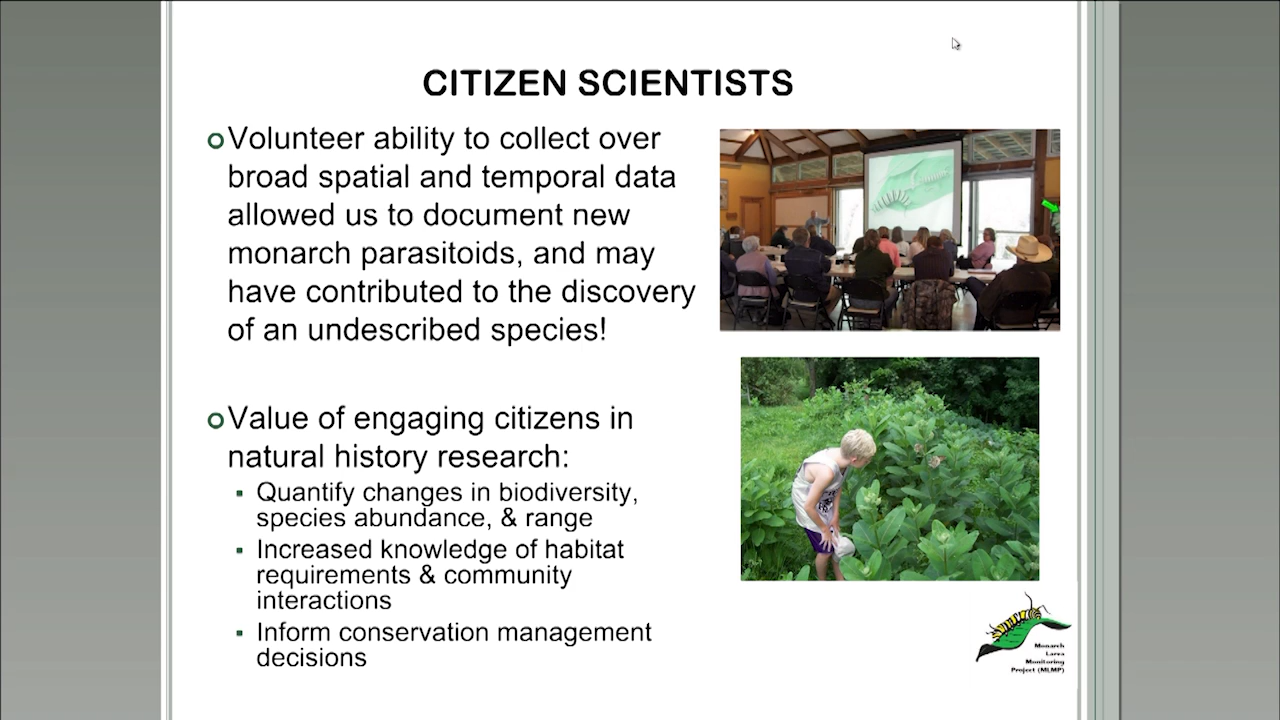 CITIZEN SCIENTISTS
Volunteer ability to collect over
broad spatial and temporal data
allowed us to document new
monarch parasitoids, and may
have contributed to the discovery
of an undescribed species!
Value of engaging citizens in
natural history research:
Quantify changes in biodiversity,
species abundance, & range
Increased knowledge of habitat
requirements & community
interactions
Inform conservation management
decisions
Monarch
Larva
Monitoring
Project (MLMP)